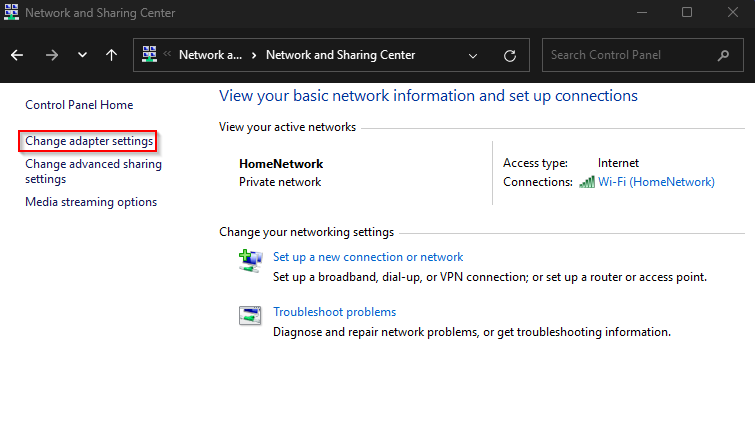 Network and Sharing Center
Network a... Network and Sharing Center
Search Control Panel
Control Panel Home
Change adapter settings
Change advanced sharing
settings
Media streaming options
View your basic network information and set up connections
View your active networks
HomeNetwork
Private network
Access type: Internet
Connections: Wi-Fi (HomeNetwork)
Change your networking settings
Set up a new connection or network
Set up a broadband, dial-up, or VPN connection; or set up a router or access point.
Troubleshoot problems
Diagnose and repair network problems, or get troubleshooting information.